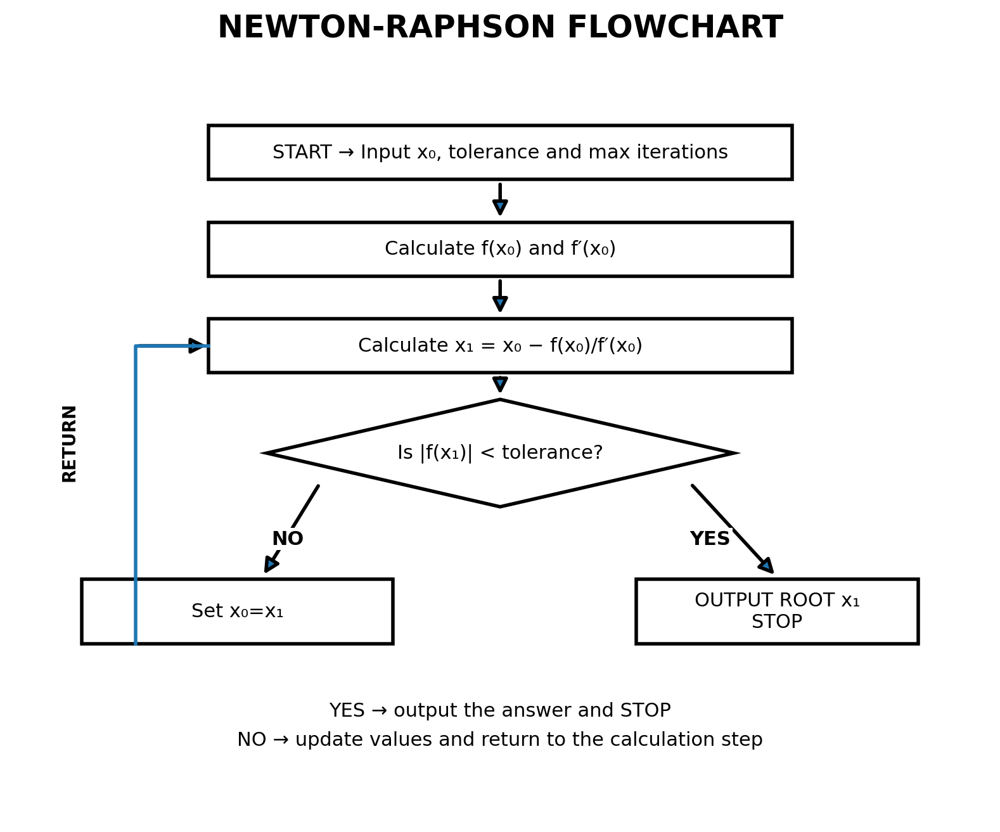 NEWTON-RAPHSON FLOWCHART
START → Input x₀, tolerance and max iterations
Calculate f(x₀) and f′(x₀)
Calculate x₁ = x₀ − f(x₀)/f′(x₀)
RETURN
Is |f(x₁)| < tolerance?
NO
YES
Set x₀=x₁
OUTPUT ROOT x₁
STOP
YES → output the answer and STOP
NO → update values and return to the calculation step